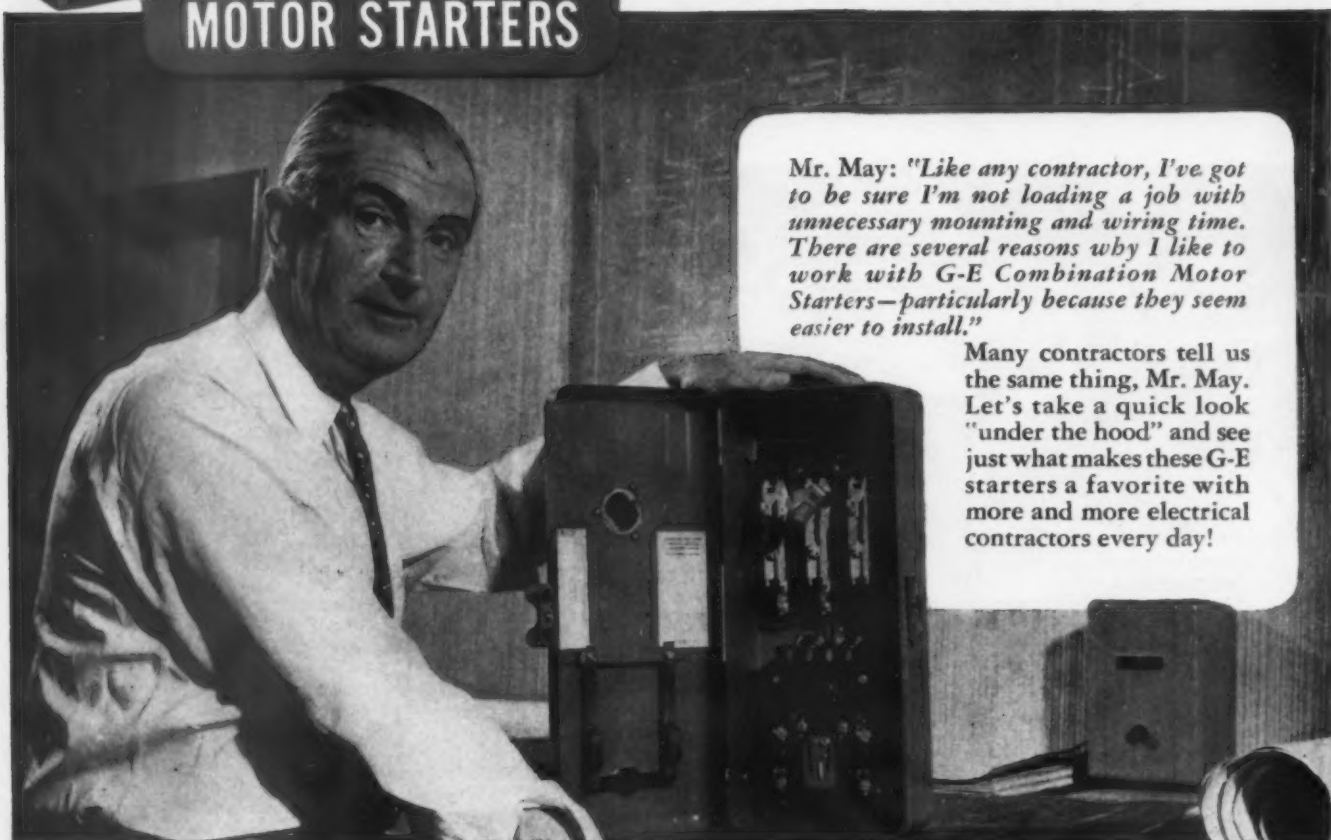 MOTOR STARTERS
Mr. May: "Like any contractor, I've got
to be sure I'm not loading a job with
unnecessary mounting and wiring time.
There are several reasons why I like to
work with G-E Combination Motor
Starters—particularly because they seem
easier to install."
Many contractors tell us
the same thing, Mr. May.
Let's take a quick look
"under the hood" and see
just what makes these G-E
starters a favorite with
more and more electrical
contractors every day!